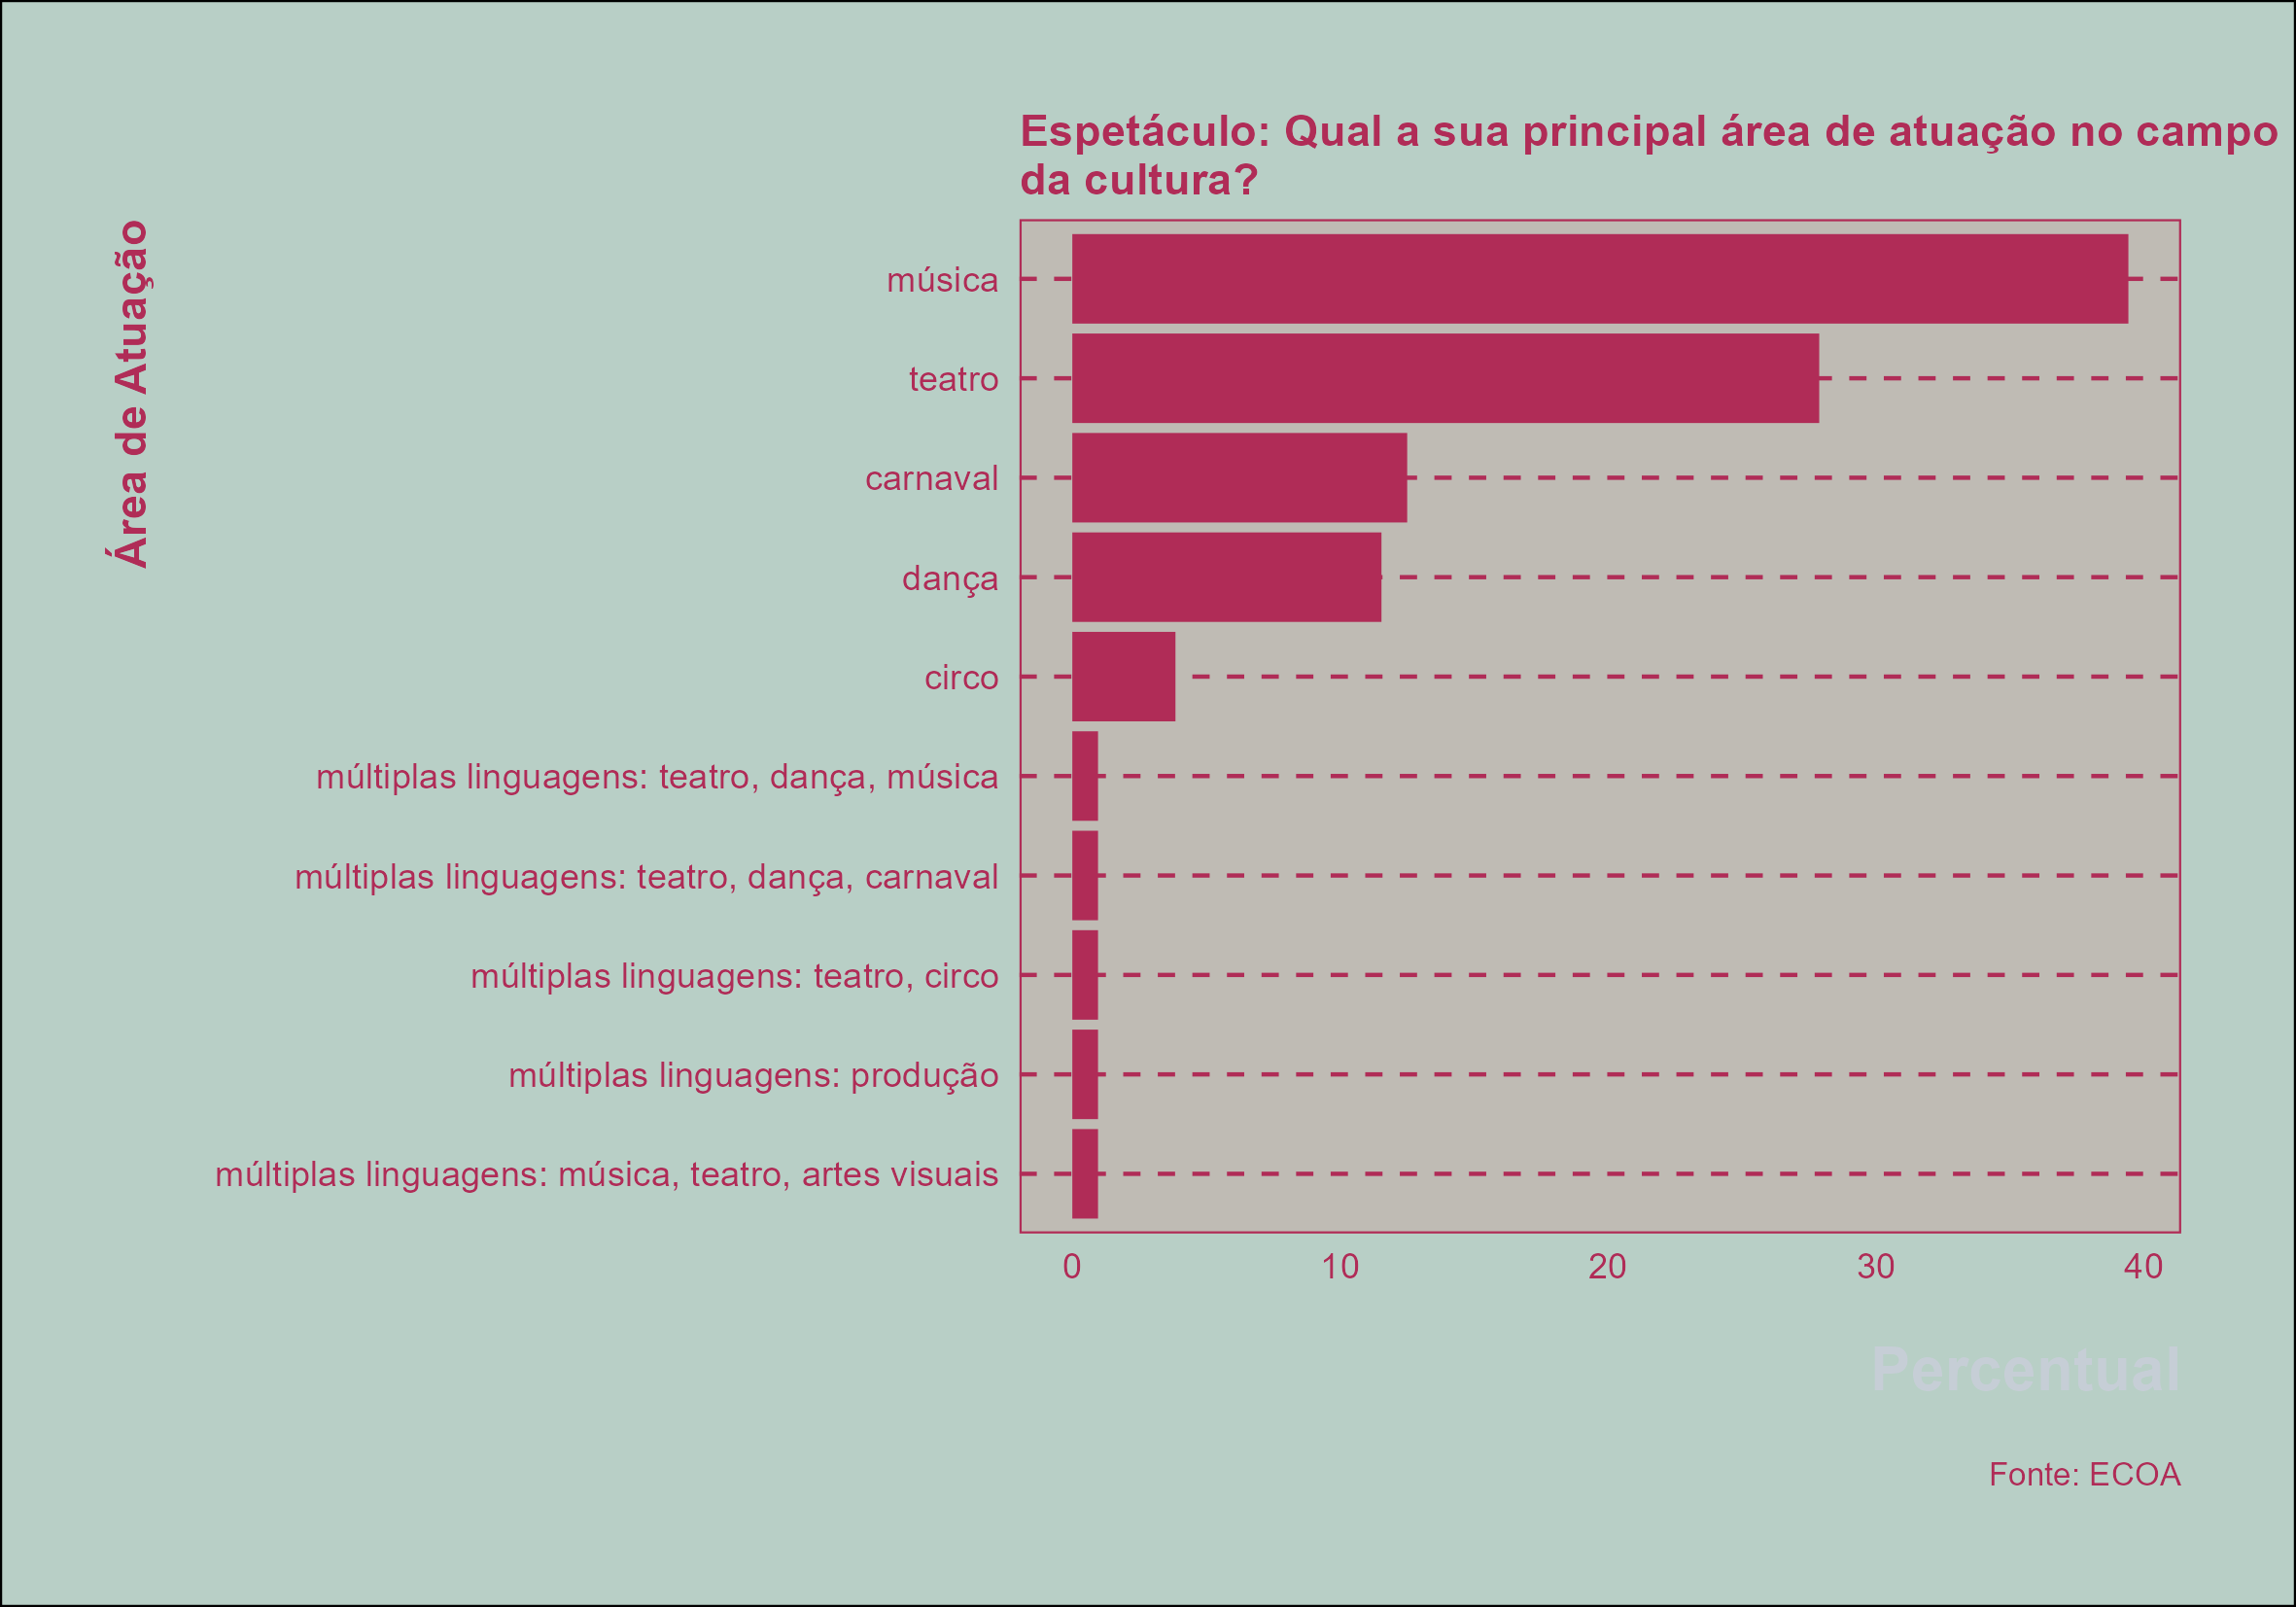 Espetáculo: Qual a sua principal área de atuação no campo
da cultura?
Área de Atuação
música
teatro
carnaval
dança
circo
múltiplas linguagens: teatro, dança, música
múltiplas linguagens: teatro, dança, carnaval
múltiplas linguagens: teatro, circo
múltiplas linguagens: produção
múltiplas linguagens: música, teatro, artes visuais
0 10 20 30 40
Percentual
Fonte: ECOA